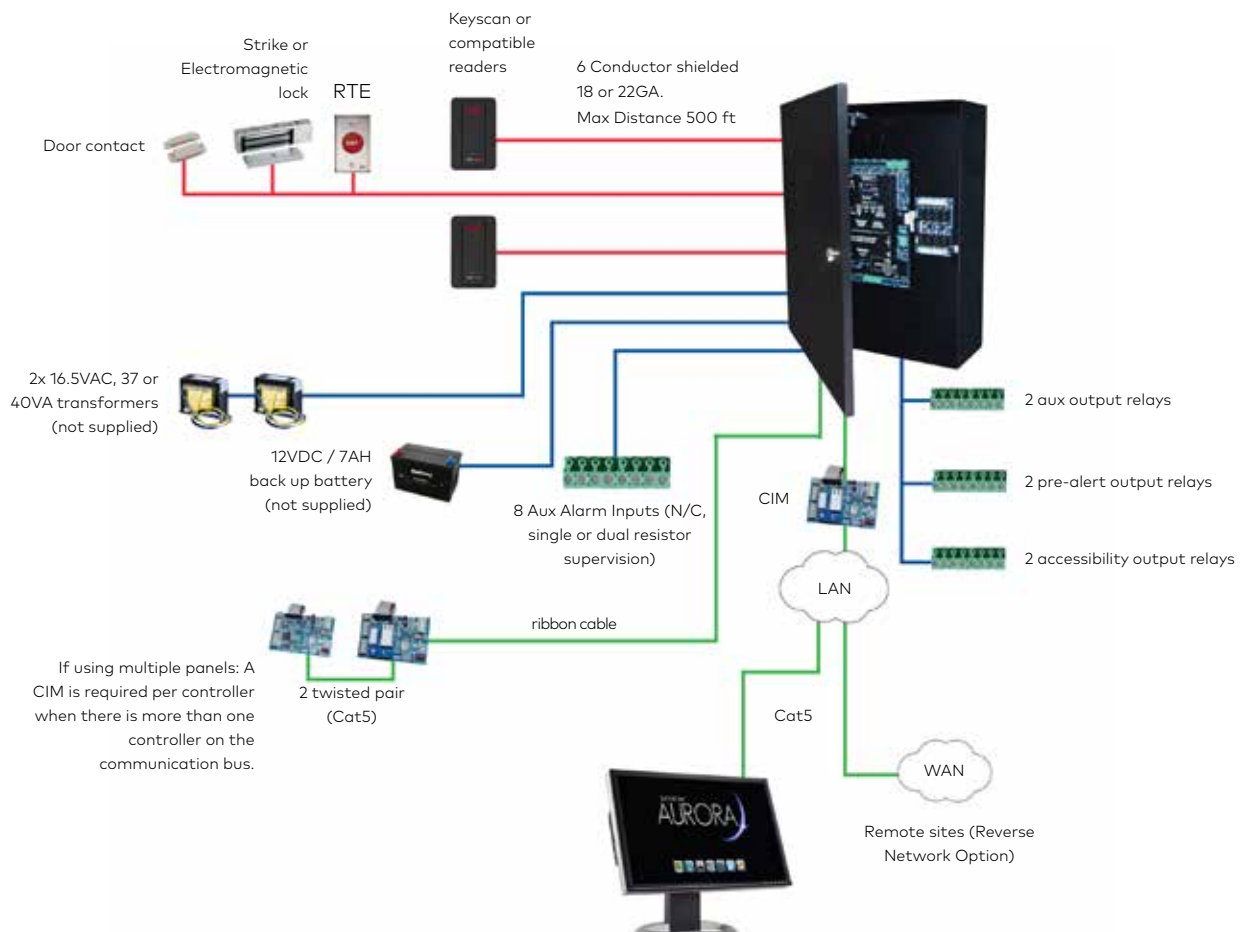 Keyscan or
compatible
readers
Strike or
Electromagnetic
lock
RTE
6 Conductor shielded
18 or 22GA.
Max Distance 500 ft
Door contact
2x 16.5VAC, 37 or
40VA transformers
(not supplied)
12VDC / 7AH
back up battery
(not supplied)
8 Aux Alarm Inputs (N/C,
single or dual resistor
supervision)
CIM
2 aux output relays
2 pre-alert output relays
2 accessibility output relays
LAN
ribbon cable
If using multiple panels: A
CIM is required per controller
when there is more than one
controller on the
communication bus.
2 twisted pair
(Cat5)
Cat5
WAN
AURORA
Remote sites (Reverse
Network Option)